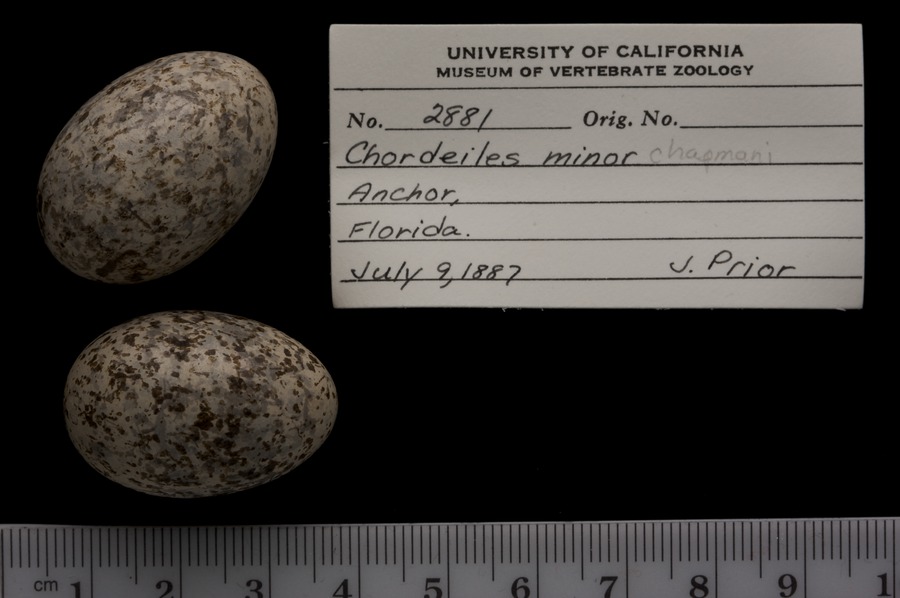 UNIVERSITY OF CALIFORNIA
MUSEUM OF VERTEBRATE ZOOLOGY
No. 2881 Orig. No.
Chordeiles minor chapmani
Anchor,
Florida.
July 9, 1887 J. Prior
cm 1 2 3 4 5 6 7 8 9 1